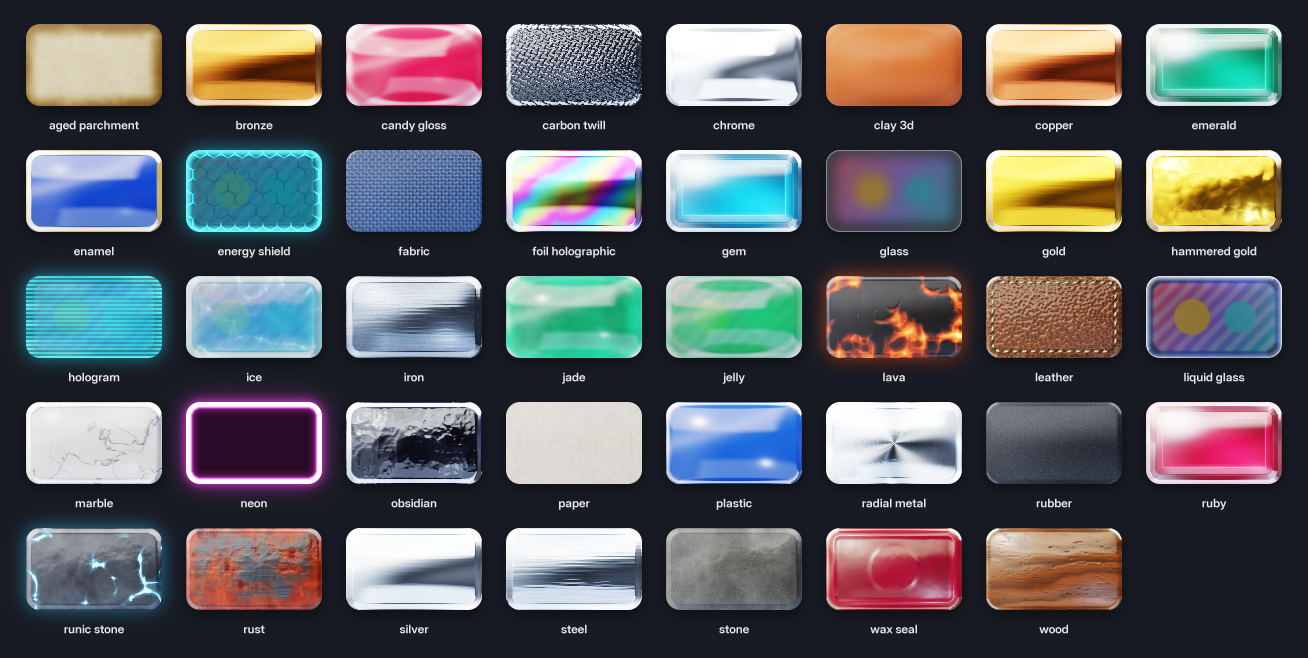 aged parchment
bronze
candy gloss
carbon twill
chrome
clay 3d
copper
emerald
enamel
energy shield
fabric
foil holographic
gem
glass
gold
hammered gold
hologram
ice
iron
jade
jelly
lava
leather
liquid glass
marble
neon
obsidian
paper
plastic
radial metal
rubber
ruby
runic stone
rust
silver
steel
stone
wax seal
wood